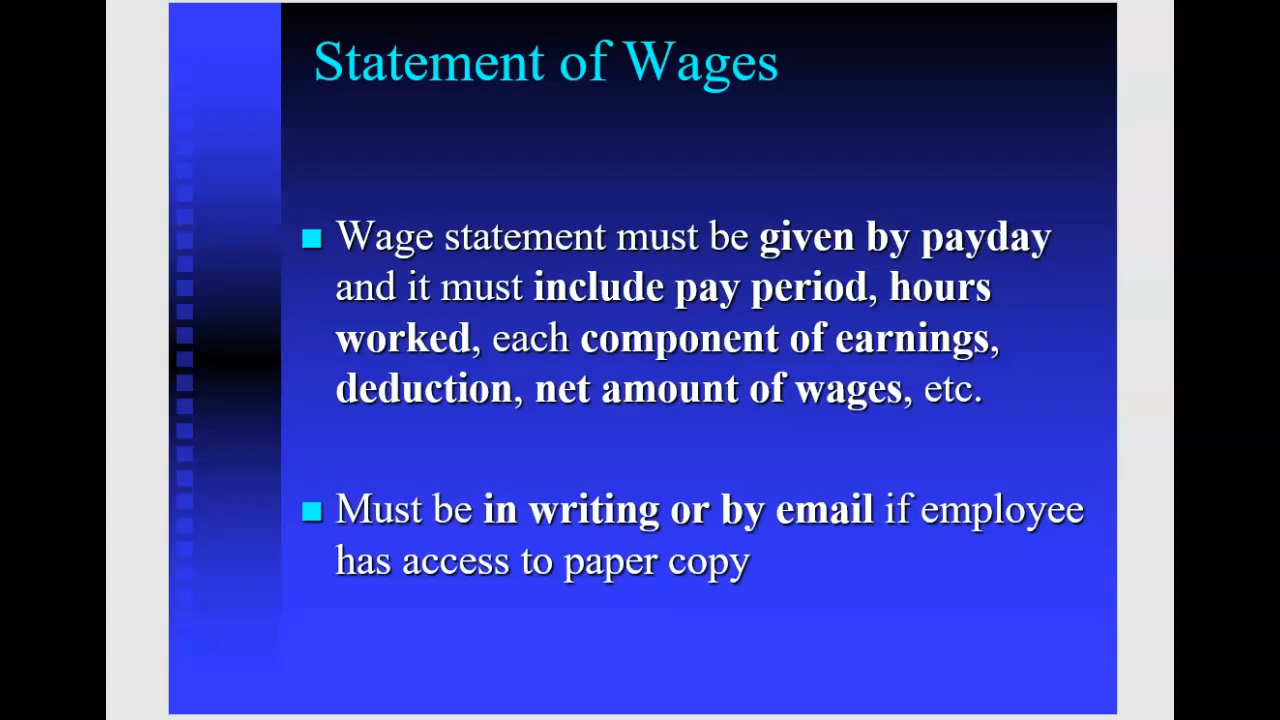 Statement of Wages
Wage statement must be given by payday
and it must include pay period, hours
worked, each component of earnings,
deduction, net amount of wages, etc.
Must be in writing or by email if employee
has access to paper copy